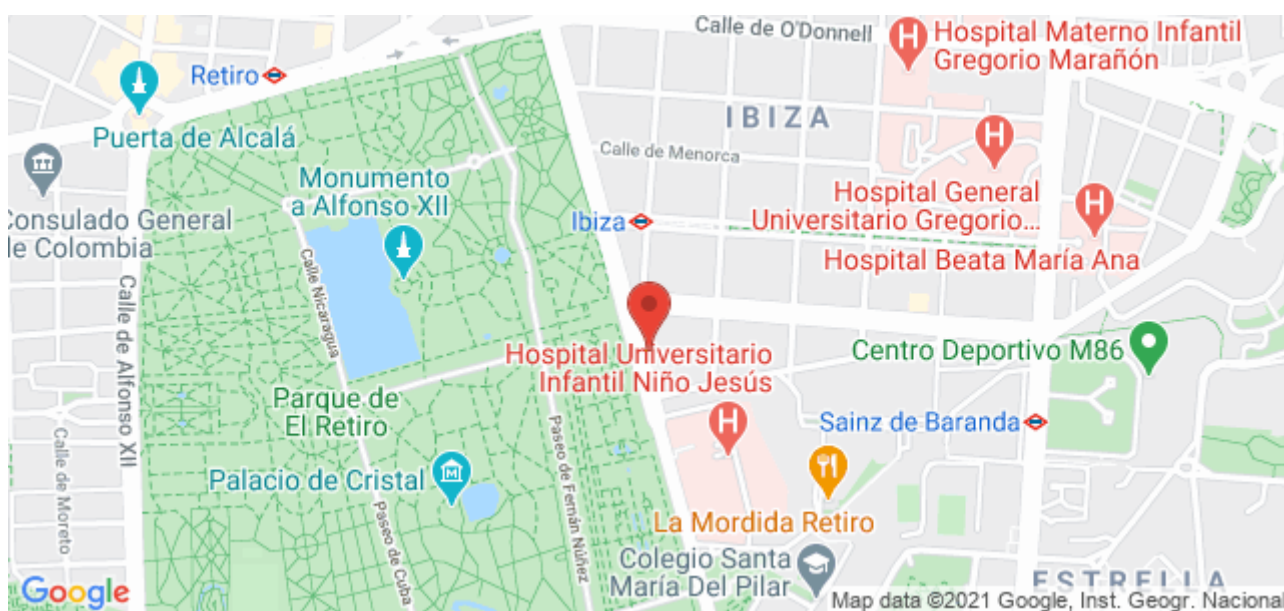 Calle de O'Donnell
Hospital Materno Infantil
Gregorio Marañón
Retiro
IBIZA
Puerta de Alcalá
Calle de Menorca
Monumento
a Alfonso XII
Hospital General
Universitario Gregorio...
Consulado General
de Colombia
Ibiza
Hospital Beata María Ana
Calle Nicaragua
Calle de Alfonso XII
Hospital Universitario
Infantil Niño Jesús
Centro Deportivo M86
Parque de
El Retiro
Sainz de Baranda
Palacio de Cristal
Calle de Moreto
Paseo de Cuba
Paseo de Fernán Núñez
La Mordida Retiro
Colegio Santa
María Del Pilar
ESTRELLA
Google
Map data ©2021 Google, Inst. Geogr. Naciona
H
H
H
H
M